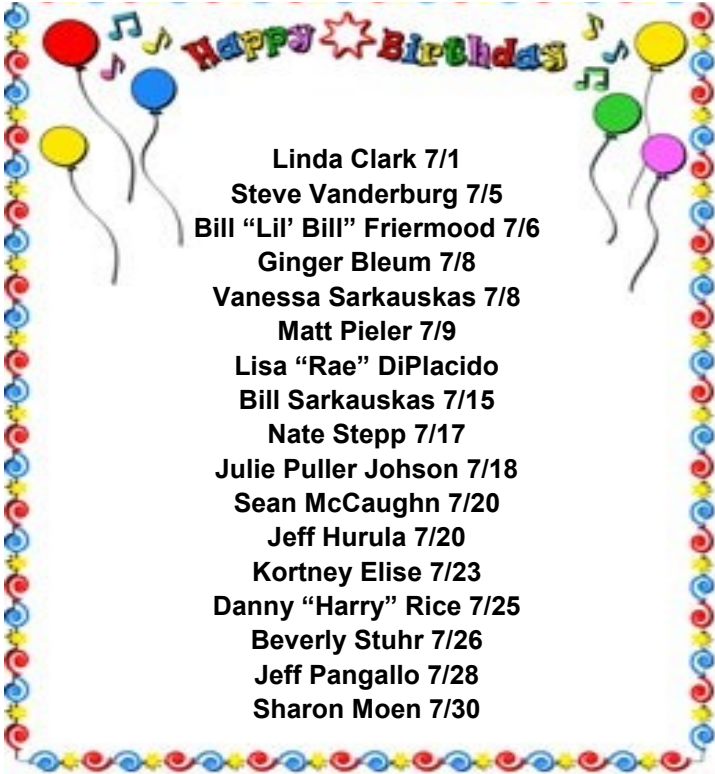 Happy Birthday
Linda Clark 7/1
Steve Vanderburg 7/5
Bill “Lil’ Bill” Friermood 7/6
Ginger Bleum 7/8
Vanessa Sarkauskas 7/8
Matt Pieler 7/9
Lisa “Rae” DiPlacido
Bill Sarkauskas 7/15
Nate Stepp 7/17
Julie Puller Johson 7/18
Sean McCaughn 7/20
Jeff Hurula 7/20
Kortney Elise 7/23
Danny “Harry” Rice 7/25
Beverly Stuhr 7/26
Jeff Pangallo 7/28
Sharon Moen 7/30